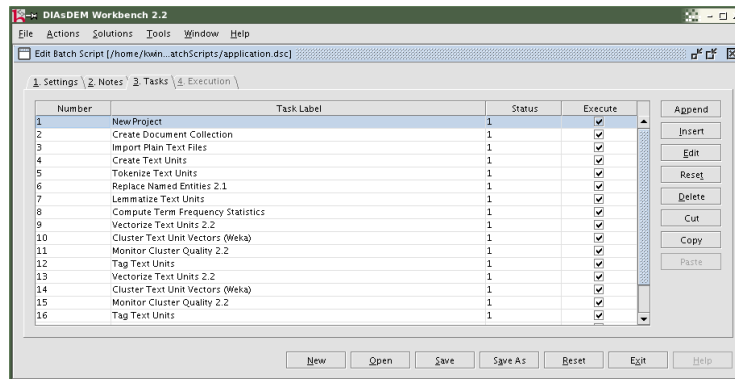 DIAsDEM Workbench 2.2
File Actions Solutions Tools Window Help
Edit Batch Script [/home/kwin...atchScripts/application.dsc]
1. Settings 2. Notes 3. Tasks 4. Execution
Number Task Label Status Execute
1 New Project 1
2 Create Document Collection 1
3 Import Plain Text Files 1
4 Create Text Units 1
5 Tokenize Text Units 1
6 Replace Named Entities 2.1 1
7 Lemmatize Text Units 1
8 Compute Term Frequency Statistics 1
9 Vectorize Text Units 2.2 1
10 Cluster Text Unit Vectors (Weka) 1
11 Monitor Cluster Quality 2.2 1
12 Tag Text Units 1
13 Vectorize Text Units 2.2 1
14 Cluster Text Unit Vectors (Weka) 1
15 Monitor Cluster Quality 2.2 1
16 Tag Text Units 1
Append
Insert
Edit
Reset
Delete
Cut
Copy
Paste
New Open Save Save As Reset Exit Help